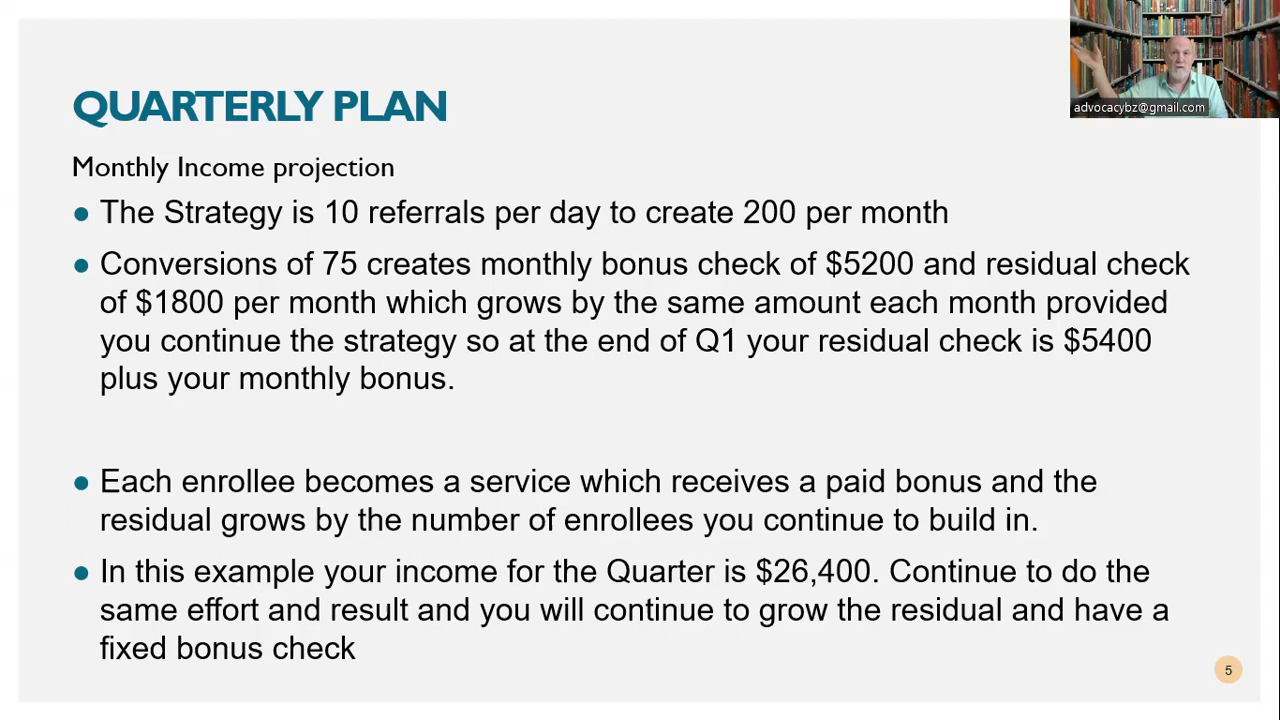 advocacybz@gmail.com
QUARTERLY PLAN
Monthly Income projection
● The Strategy is 10 referrals per day to create 200 per month
● Conversions of 75 creates monthly bonus check of $5200 and residual check
of $1800 per month which grows by the same amount each month provided
you continue the strategy so at the end of Q1 your residual check is $5400
plus your monthly bonus.
● Each enrollee becomes a service which receives a paid bonus and the
residual grows by the number of enrollees you continue to build in.
● In this example your income for the Quarter is $26,400. Continue to do the
same effort and result and you will continue to grow the residual and have a
fixed bonus check
5